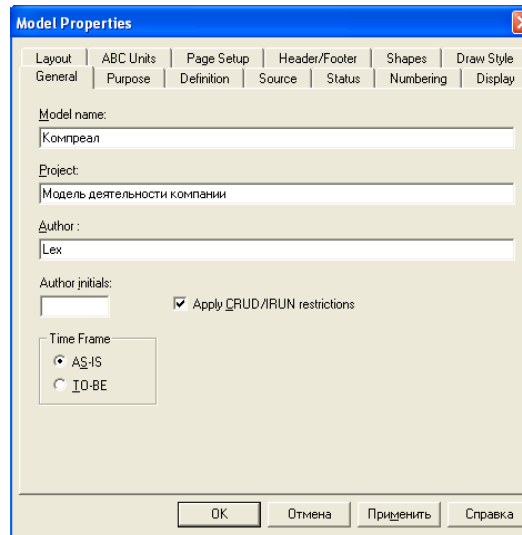 Model Properties
Layout ABC Units Page Setup Header/Footer Shapes Draw Style
General Purpose Definition Source Status Numbering Display
Model name:
Компреал
Project:
Модель деятельности компании
Author :
Lex
Author initials:
Apply CRUD/IRUN restrictions
Time Frame
AS-IS
TO-BE
OK Отмена Применить Справка